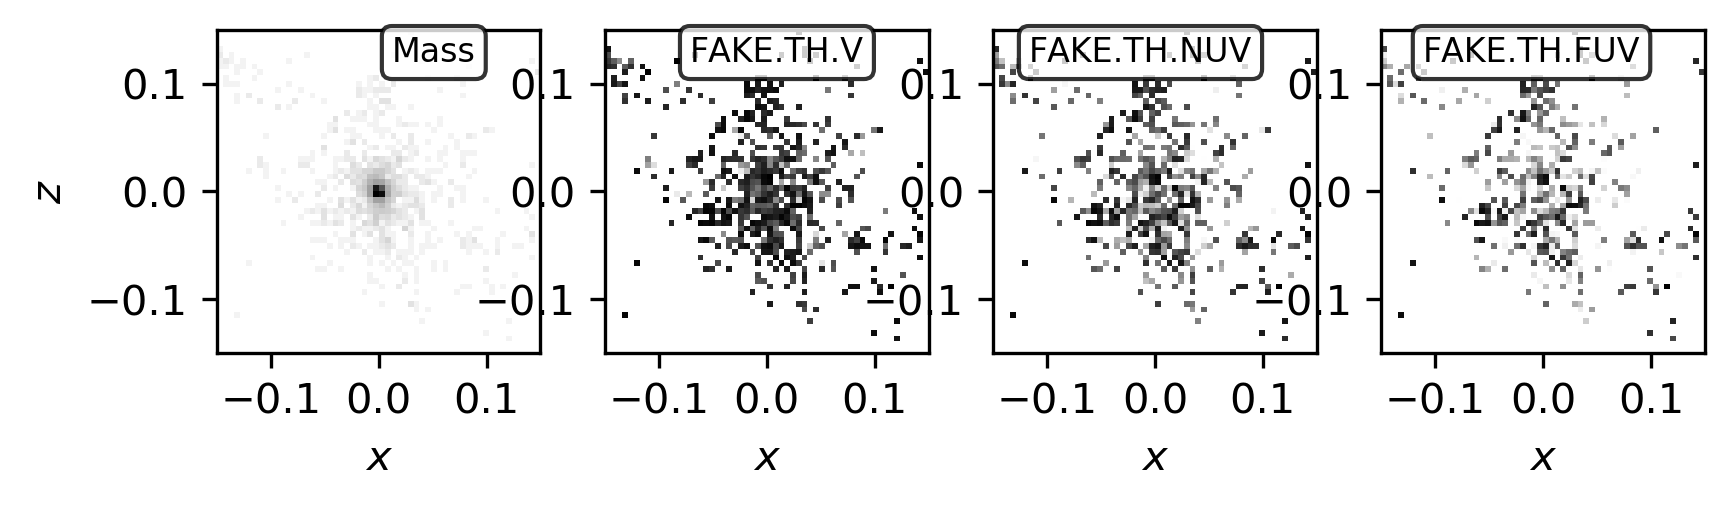 Mass FAKE.TH.V FAKE.TH.NUV FAKE.TH.FUV
0.1 0.1 0.1 0.1
z 0.0 0.0 0.0 0.0
−0.1 −0.1 −0.1 −0.1
−0.1 0.0 0.1 −0.1 0.0 0.1 −0.1 0.0 0.1 −0.1 0.0 0.1
x x x x